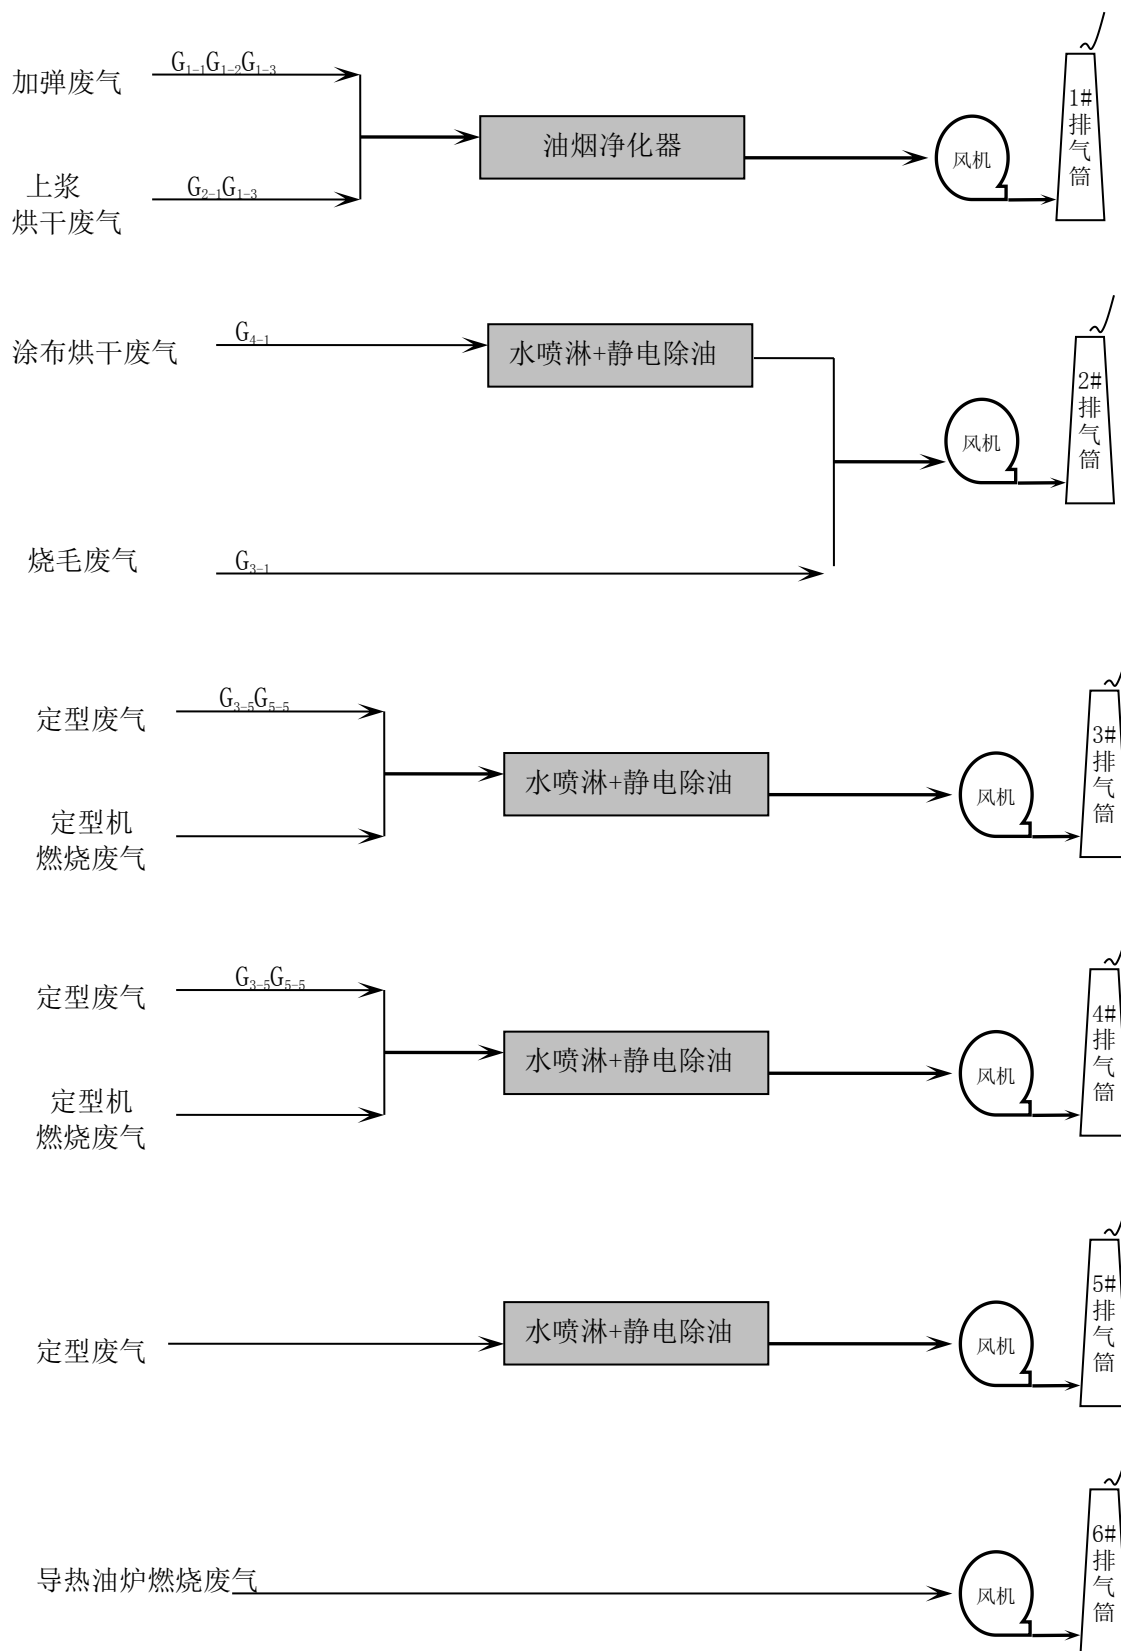 加弹废气
G1-1G1-2G1-3
上浆
烘干废气
G2-1G1-3
油烟净化器
风机
1#
排
气
筒
涂布烘干废气
G4-1
水喷淋+静电除油
烧毛废气
G3-1
风机
2#
排
气
筒
定型废气
G3-5G5-5
定型机
燃烧废气
水喷淋+静电除油
风机
3#
排
气
筒
定型废气
G3-5G5-5
定型机
燃烧废气
水喷淋+静电除油
风机
4#
排
气
筒
定型废气
水喷淋+静电除油
风机
5#
排
气
筒
导热油炉燃烧废气
风机
6#
排
气
筒